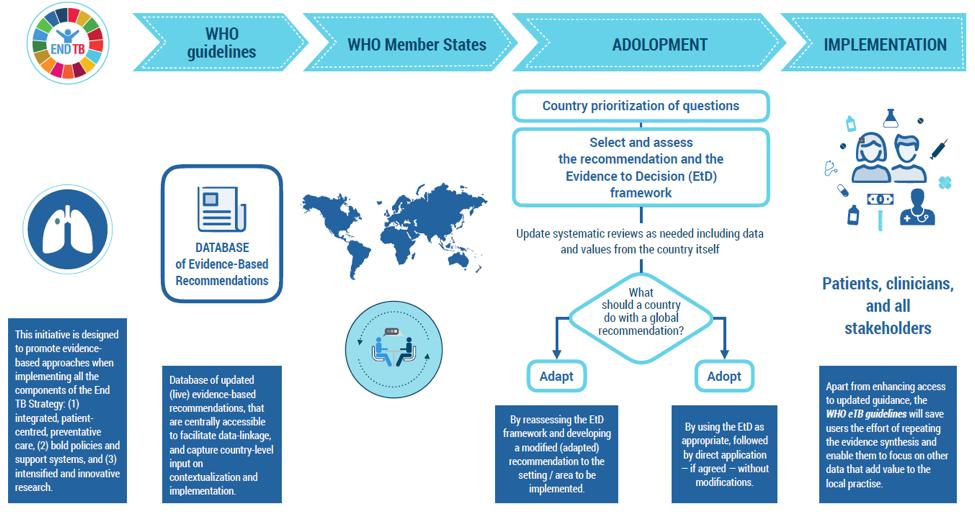 END TB
WHO
guidelines
WHO Member States
ADOLOPMENT
IMPLEMENTATION
This initiative is designed
to promote evidence-
based approaches when
implementing all the
components of the End
TB Strategy: (1)
integrated, patient-
centred, preventative
care, (2) bold policies and
support systems, and (3)
intensified and innovative
research.
DATABASE
of Evidence-Based
Recommendations
Database of updated
(live) evidence-based
recommendations, that
are centrally accessible
to facilitate data-linkage,
and capture country-level
input on
contextualization and
implementation.
Country prioritization of questions
Select and assess
the recommendation and the
Evidence to Decision (EtD)
framework
Update systematic reviews as needed including data
and values from the country itself
What
should a country
do with a global
recommendation?
Adapt
Adopt
By reassessing the EtD
framework and developing
a modified (adapted)
recommendation to the
setting / area to be
implemented.
By using the EtD as
appropriate, followed
by direct application
– if agreed – without
modifications.
Patients, clinicians,
and all
stakeholders
Apart from enhancing access
to updated guidance, the
WHO eTB guidelines will save
users the effort of repeating
the evidence synthesis and
enable them to focus on other
data that add value to the
local practise.